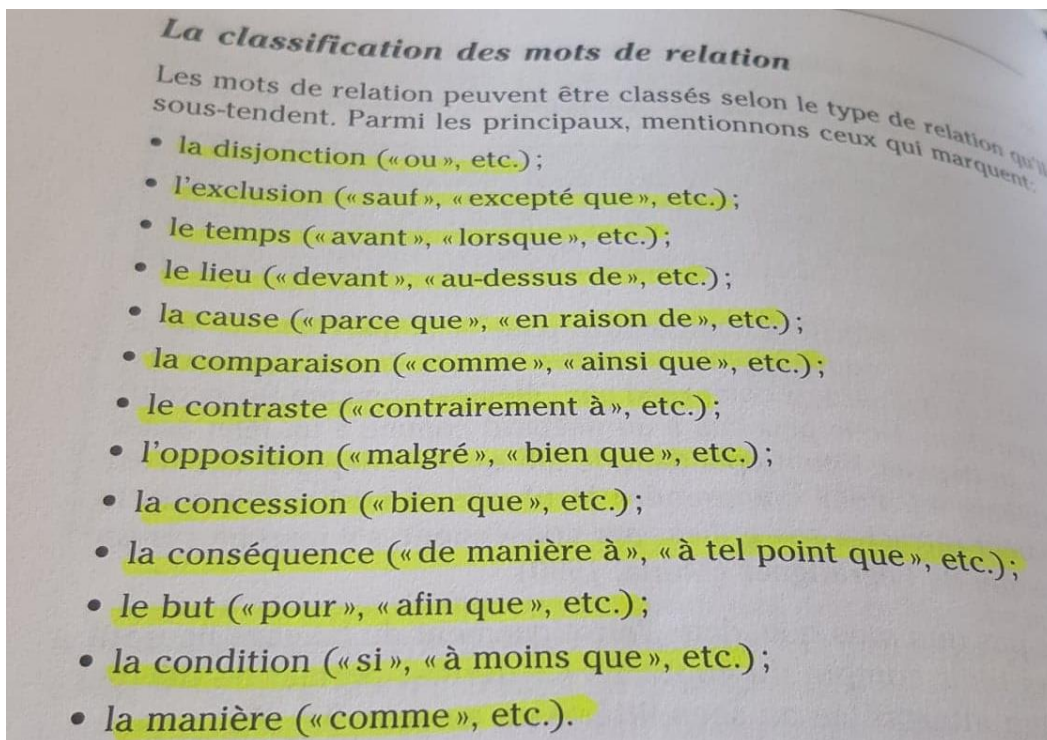 La classification des mots de relation
Les mots de relation peuvent être classés selon le type de relation qu'il
sous-tendent. Parmi les principaux, mentionnons ceux qui marquent:
• la disjonction (« ou », etc.) ;
• l'exclusion (« sauf », « excepté que », etc.) ;
• le temps (« avant », « lorsque », etc.) ;
• le lieu (« devant », « au-dessus de », etc.) ;
• la cause (« parce que », « en raison de », etc.) ;
• la comparaison (« comme », « ainsi que », etc.) ;
• le contraste (« contrairement à », etc.) ;
• l'opposition (« malgré », « bien que », etc.) ;
• la concession (« bien que », etc.) ;
• la conséquence (« de manière à », « à tel point que », etc.) ;
• le but (« pour », « afin que », etc.) ;
• la condition (« si », « à moins que », etc.) ;
• la manière (« comme », etc.).